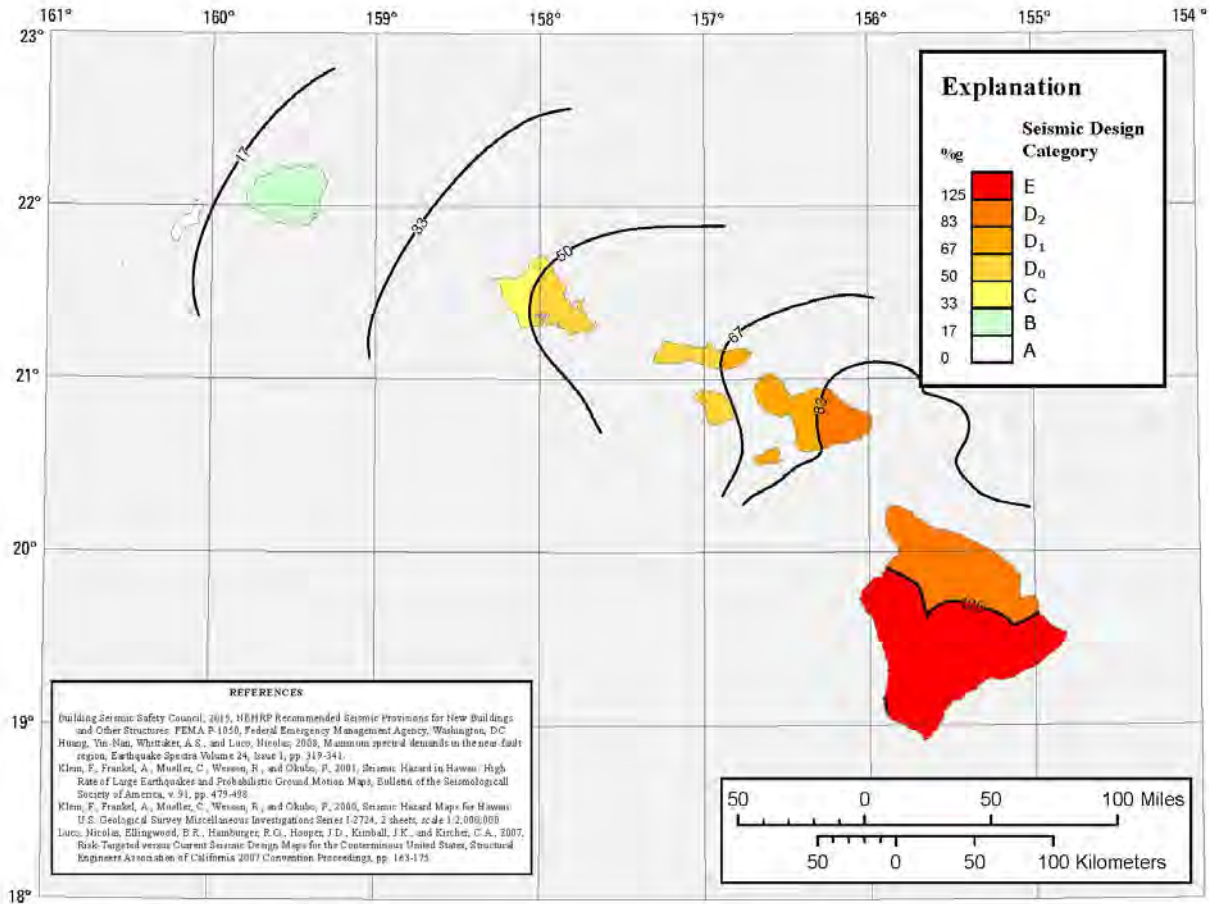 161° 160° 159° 158° 157° 156° 155° 154°
23°
22°
21°
20°
19°
18°
17
33
50
67
83
Explanation
Seismic Design
Category
%g
125
83
67
50
33
17
0
E
D₂
D₁
D₀
C
B
A
REFERENCES
Building Seismic Safety Council, 2015, NEHRP Recommended Seismic Provisions for New Buildings
and Other Structures: FEMA P-1050, Federal Emergency Management Agency, Washington, DC
Huang, Yin-Nan, Whittaker, A.S., and Luco, Nicolas, 2008, Maximum spectral demands in the near-fault
region, Earthquake Spectra Volume 24, Issue 1, pp. 319-341.
Klein, F., Frankel, A., Mueller, C., Wesson, R., and Okubo, P., 2001, Seismic Hazard in Hawaii: High
Rate of Large Earthquakes and Probabilistic Ground Motion Maps, Bulletin of the Seismological
Society of America, v. 91, pp. 479-498
Klein, F., Frankel, A., Mueller, C., Wesson, R., and Okubo, P., 2000, Seismic Hazard Maps for Hawaii:
U.S. Geological Survey Miscellaneous Investigations Series I-2724, 2 sheets, scale 1:2,000,000
Luco, Nicolas, Ellingwood, B.R., Hamburger, R.O., Hooper, J.D., Kimball, J.K., and Kircher, C.A., 2007,
Risk-Targeted versus Current Seismic Design Maps for the Conterminous United States, Structural
Engineers Association of California 2007 Convention Proceedings, pp. 163-175.
50 0 50 100 Miles
50 0 50 100 Kilometers